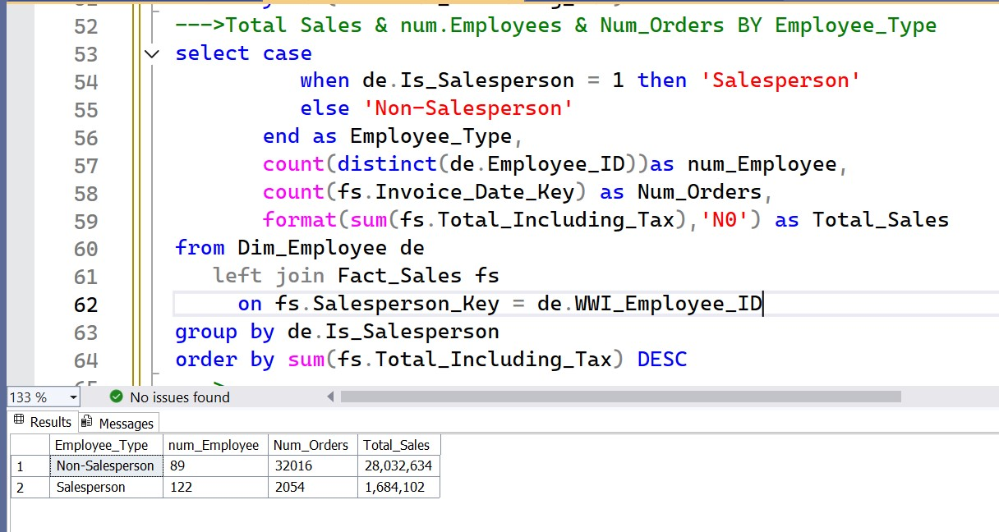 52 --->Total Sales & num.Employees & Num_Orders BY Employee_Type
53 select case
54 when de.Is_Salesperson = 1 then 'Salesperson'
55 else 'Non-Salesperson'
56 end as Employee_Type,
57 count(distinct(de.Employee_ID))as num_Employee,
58 count(fs.Invoice_Date_Key) as Num_Orders,
59 format(sum(fs.Total_Including_Tax),'N0') as Total_Sales
60 from Dim_Employee de
61 left join Fact_Sales fs
62 on fs.Salesperson_Key = de.WWI_Employee_ID
63 group by de.Is_Salesperson
64 order by sum(fs.Total_Including_Tax) DESC
133 % No issues found
Results Messages
Employee_Type num_Employee Num_Orders Total_Sales
1 Non-Salesperson 89 32016 28,032,634
2 Salesperson 122 2054 1,684,102